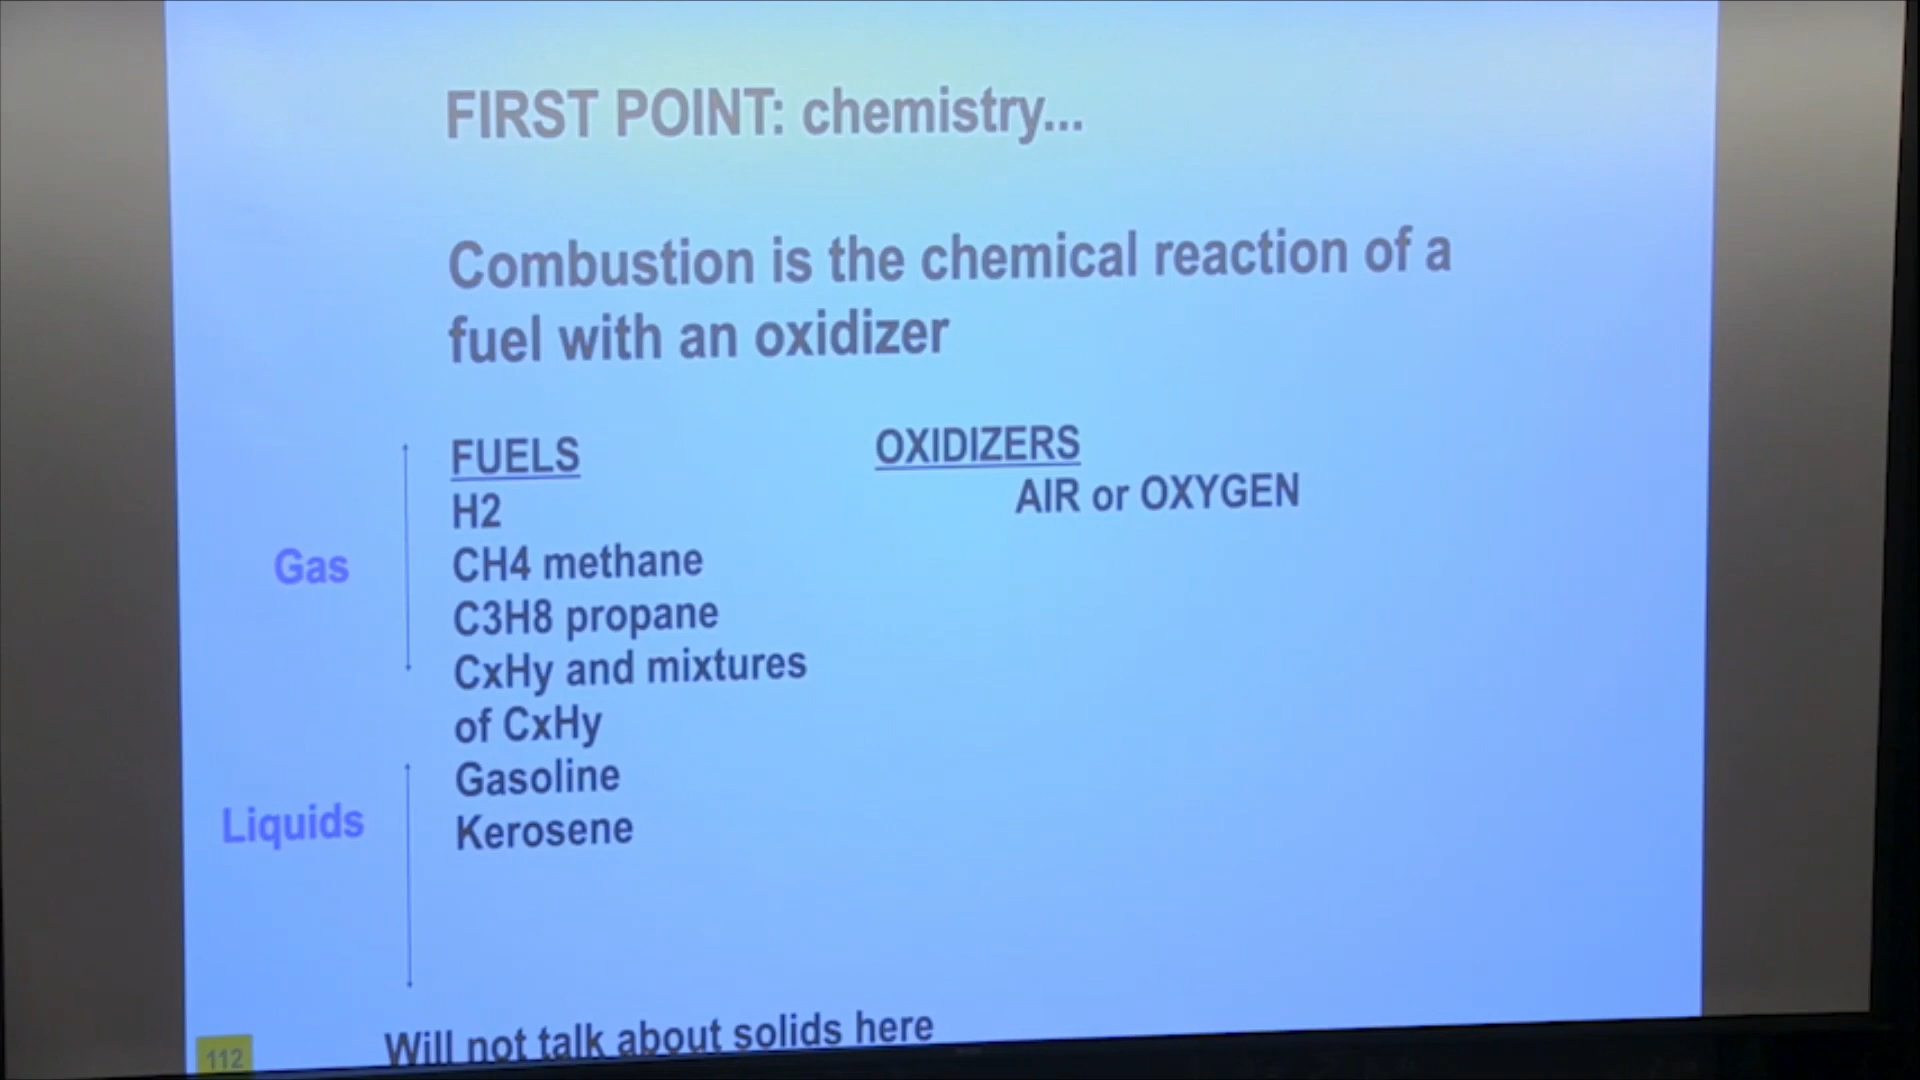 FIRST POINT: chemistry...
Combustion is the chemical reaction of a
fuel with an oxidizer
FUELS
OXIDIZERS
H2
AIR or OXYGEN
Gas
CH4 methane
C3H8 propane
CxHy and mixtures
of CxHy
Gasoline
Liquids
Kerosene
Will not talk about solids here
112